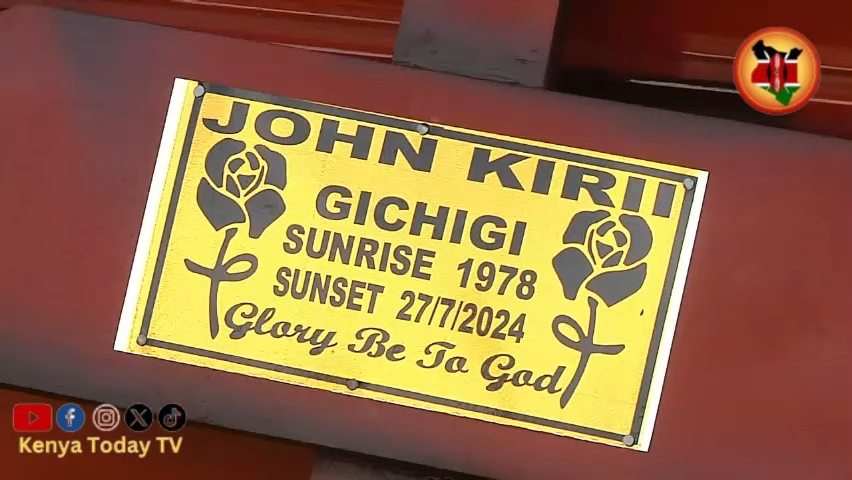 JOHN KIRII
GICHIGI
SUNRISE 1978
SUNSET 27/7/2024
Glory Be To God
Kenya Today TV